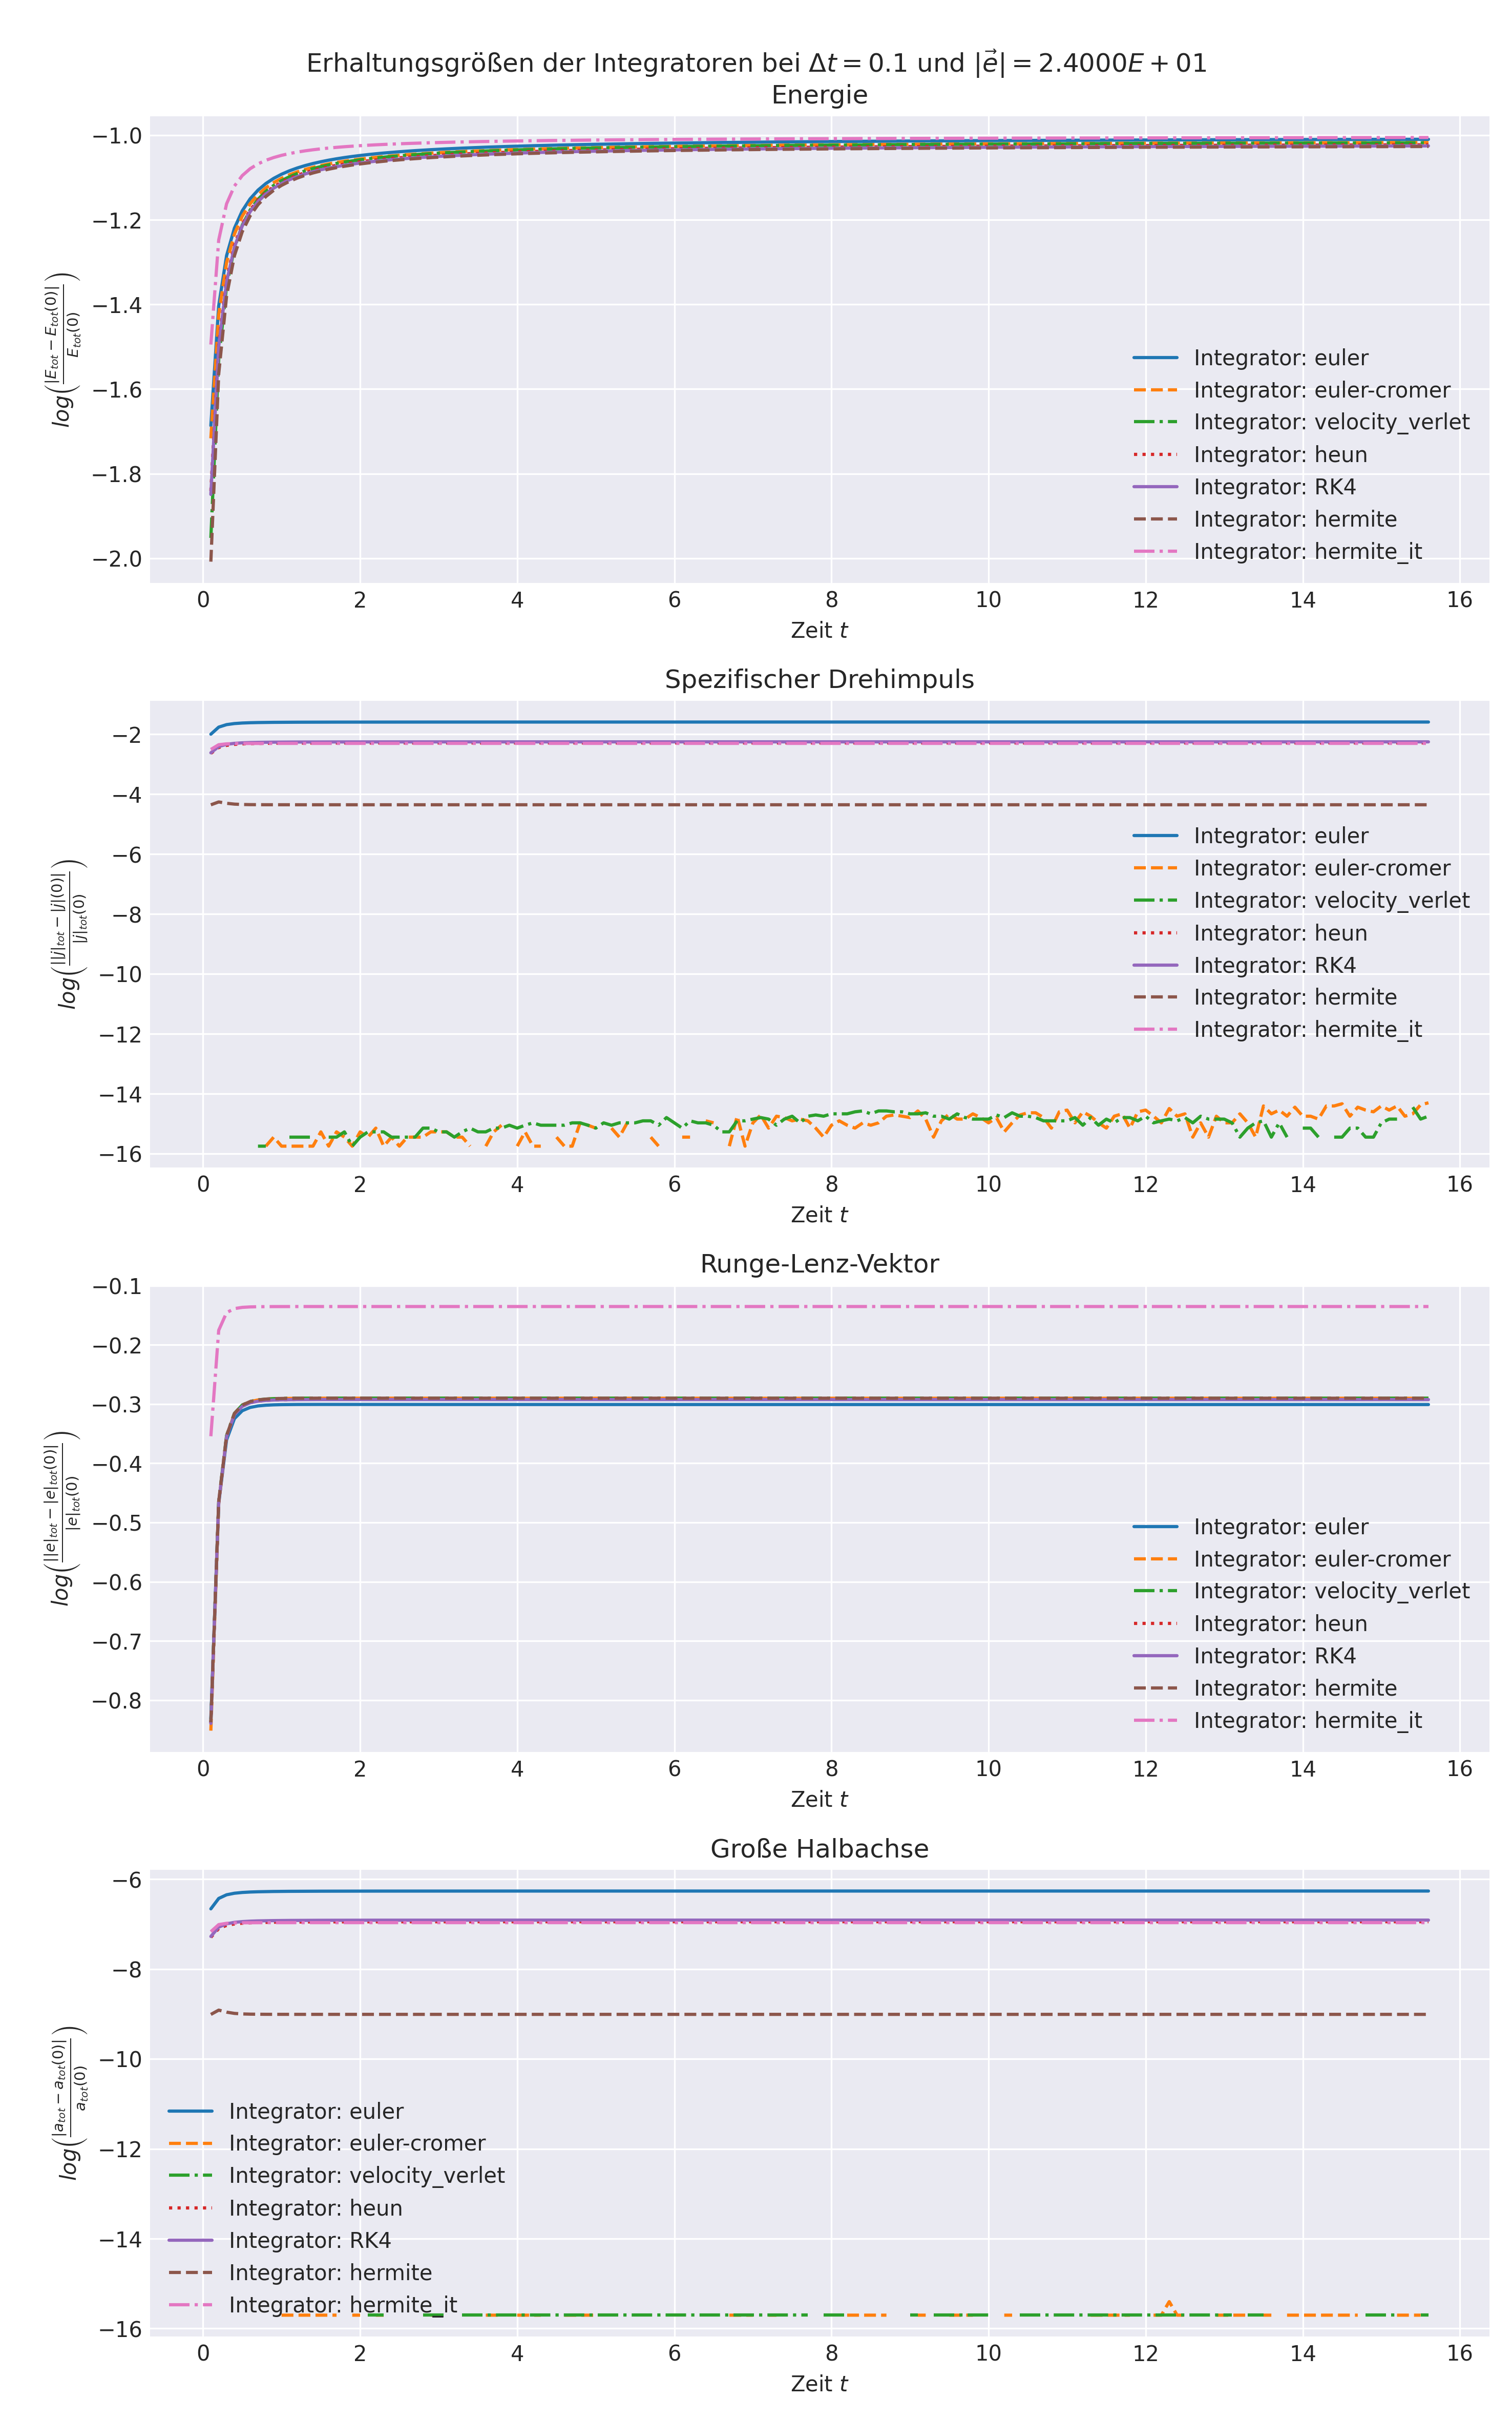 Erhaltungsgrößen der Integratoren bei Δt = 0.1 und |e⃗| = 2.4000E + 01
Energie
−1.0
−1.2
−1.4
−1.6
−1.8
−2.0
log(|E_tot − E_tot(0)| / E_tot(0))
Integrator: euler
Integrator: euler-cromer
Integrator: velocity_verlet
Integrator: heun
Integrator: RK4
Integrator: hermite
Integrator: hermite_it
0 2 4 6 8 10 12 14 16
Zeit t
Spezifischer Drehimpuls
−2
−4
−6
−8
−10
−12
−14
−16
log(||j|_tot − |j|(0)| / |j|_tot(0))
Integrator: euler
Integrator: euler-cromer
Integrator: velocity_verlet
Integrator: heun
Integrator: RK4
Integrator: hermite
Integrator: hermite_it
0 2 4 6 8 10 12 14 16
Zeit t
Runge-Lenz-Vektor
−0.1
−0.2
−0.3
−0.4
−0.5
−0.6
−0.7
−0.8
log(||e|_tot − |e|_tot(0)| / |e|_tot(0))
Integrator: euler
Integrator: euler-cromer
Integrator: velocity_verlet
Integrator: heun
Integrator: RK4
Integrator: hermite
Integrator: hermite_it
0 2 4 6 8 10 12 14 16
Zeit t
Große Halbachse
−6
−8
−10
−12
−14
−16
log(|a_tot − a_tot(0)| / a_tot(0))
Integrator: euler
Integrator: euler-cromer
Integrator: velocity_verlet
Integrator: heun
Integrator: RK4
Integrator: hermite
Integrator: hermite_it
0 2 4 6 8 10 12 14 16
Zeit t